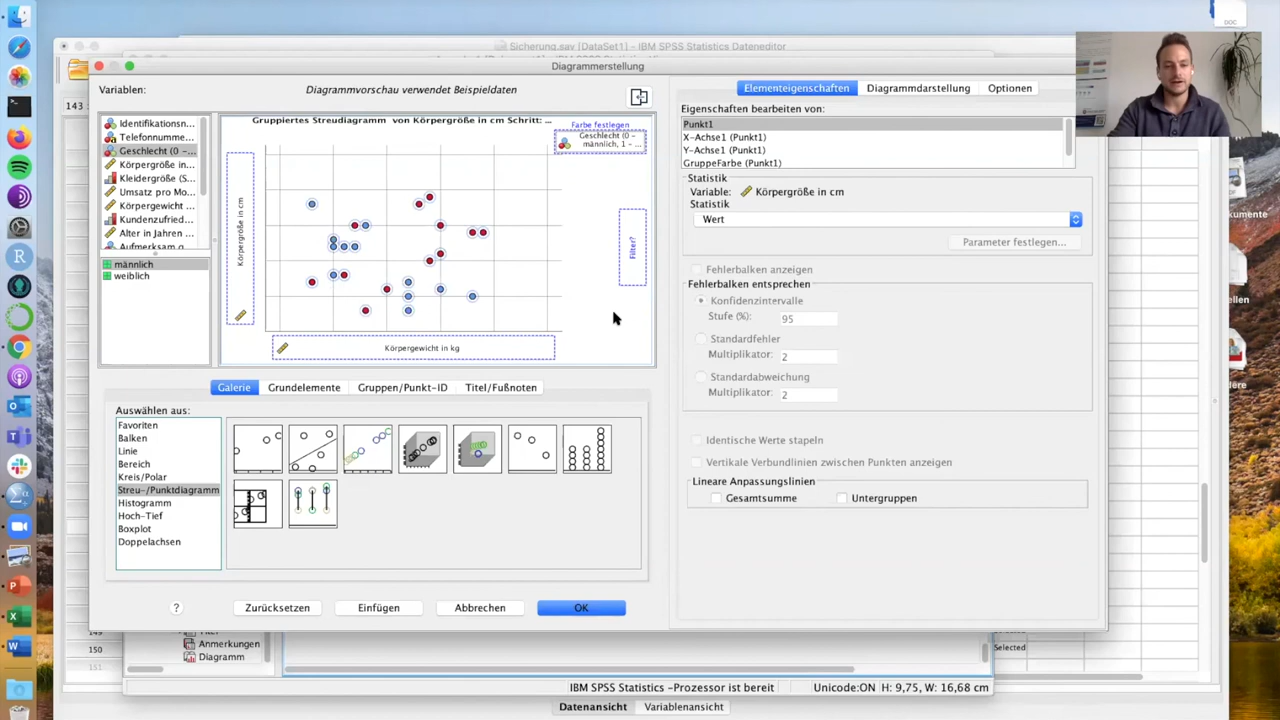 DOC
Sicherung.sav [DataSet1] - IBM SPSS Statistics Dateneditor
Diagrammerstellung
Variablen:
Diagrammvorschau verwendet Beispieldaten
Elementeigenschaften
Diagrammdarstellung
Optionen
143 :
Identifikationsn...
Telefonnumme...
Geschlecht (0 -...
Körpergröße in...
Kleidergröße (S...
Umsatz pro Mo...
Körpergewicht ...
Kundenzufried...
Alter in Jahren ...
Aufmerksam g...
männlich
weiblich
Gruppiertes Streudiagramm von Körpergröße in cm Schritt: ...
Farbe festlegen
Geschlecht (0 -
männlich, 1 - ...
Körpergröße in cm
Filter?
Körpergewicht in kg
Eigenschaften bearbeiten von:
Punkt1
X-Achse1 (Punkt1)
Y-Achse1 (Punkt1)
GruppeFarbe (Punkt1)
Statistik
Variable: Körpergröße in cm
Statistik
Wert
Parameter festlegen...
Fehlerbalken anzeigen
Fehlerbalken entsprechen
Konfidenzintervalle
Stufe (%): 95
Standardfehler
Multiplikator: 2
Standardabweichung
Multiplikator: 2
Identische Werte stapeln
Vertikale Verbundlinien zwischen Punkten anzeigen
Lineare Anpassungslinien
Gesamtsumme
Untergruppen
Galerie
Grundelemente
Gruppen/Punkt-ID
Titel/Fußnoten
Auswählen aus:
Favoriten
Balken
Linie
Bereich
Kreis/Polar
Streu-/Punktdiagramm
Histogramm
Hoch-Tief
Boxplot
Doppelachsen
?
Zurücksetzen
Einfügen
Abbrechen
OK
kumente
ellen
dere
149
150
151
Titel
Anmerkungen
Diagramm
Selected
Selected
IBM SPSS Statistics -Prozessor ist bereit
Unicode:ON
H: 9,75, W: 16,68 cm
Datenansicht
Variablenansicht